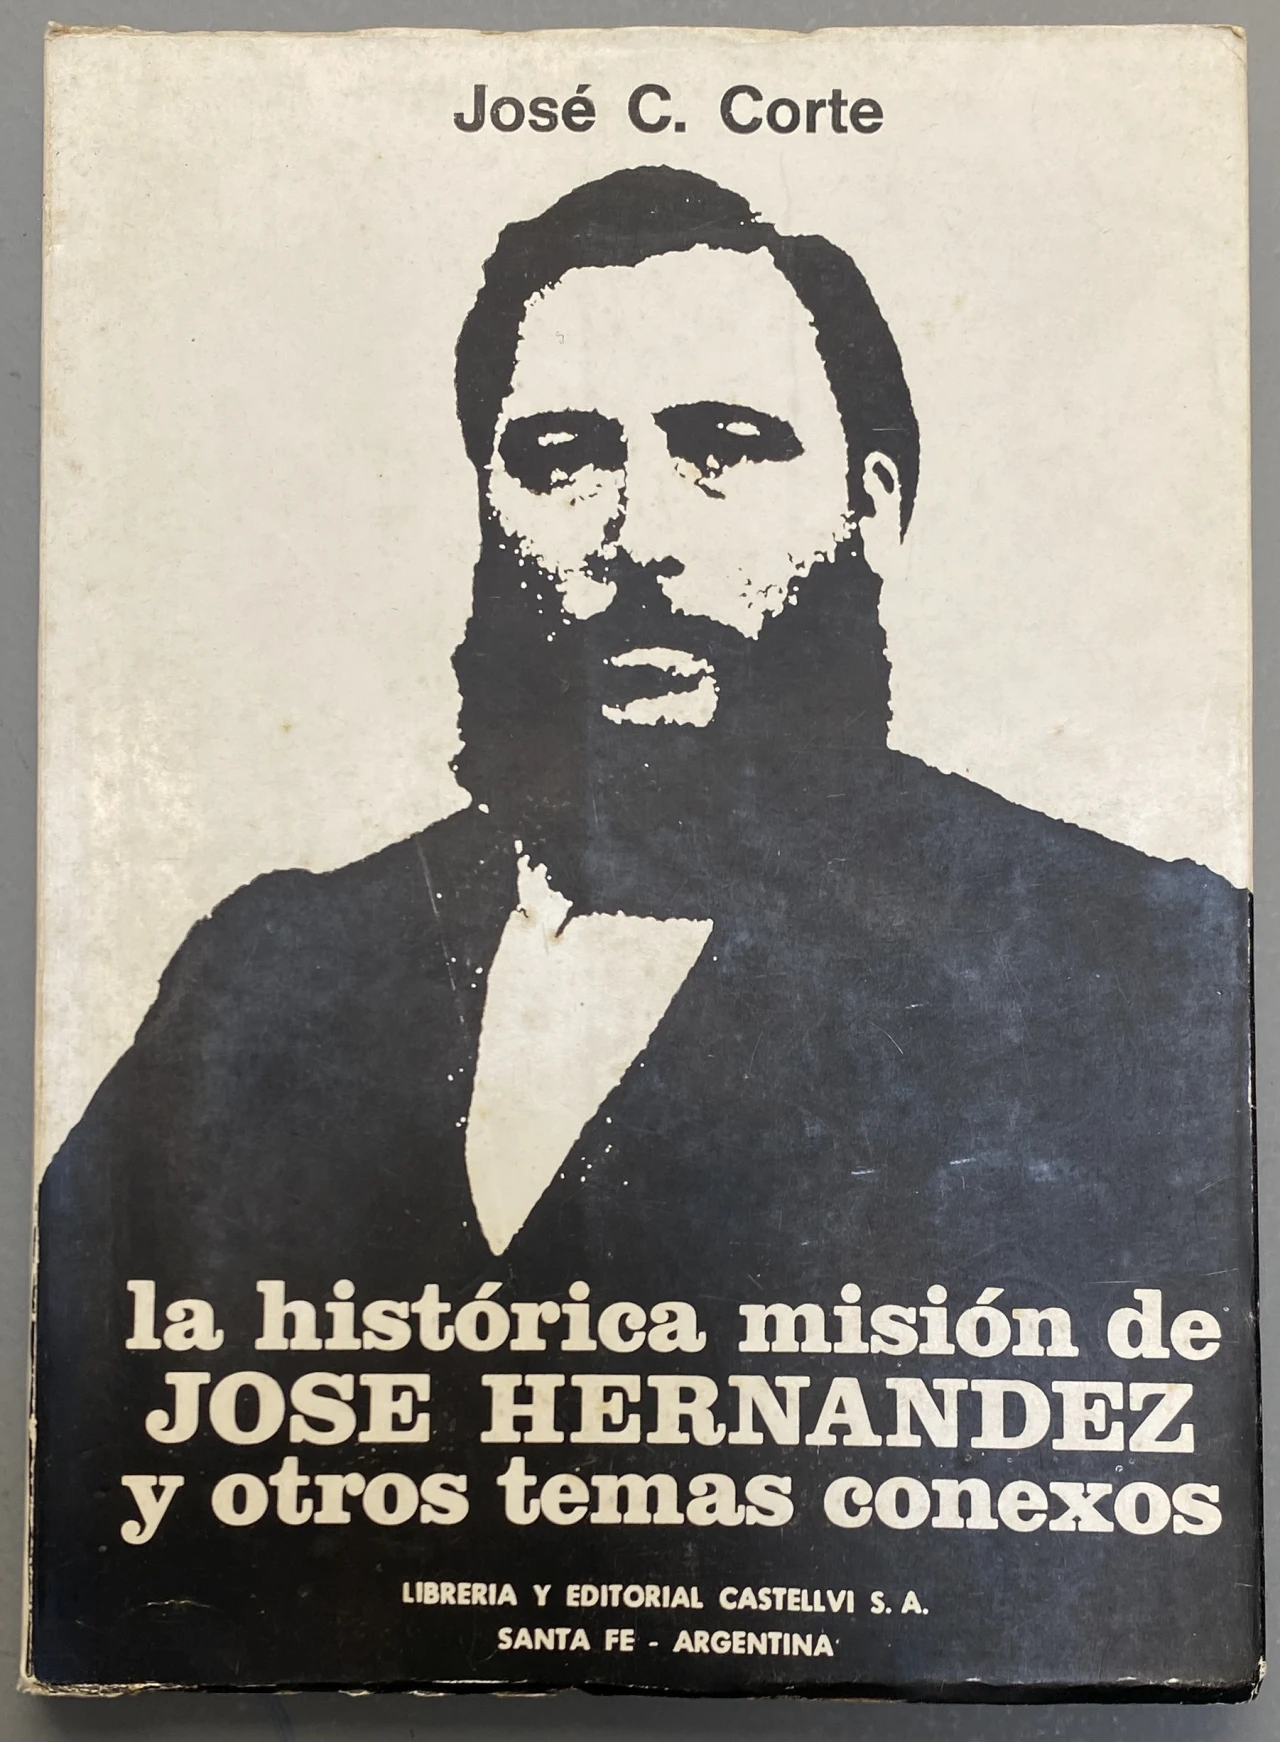 José C. Corte
la histórica misión de
JOSE HERNANDEZ
y otros temas conexos
LIBRERIA Y EDITORIAL CASTELLVI S. A.
SANTA FE - ARGENTINA